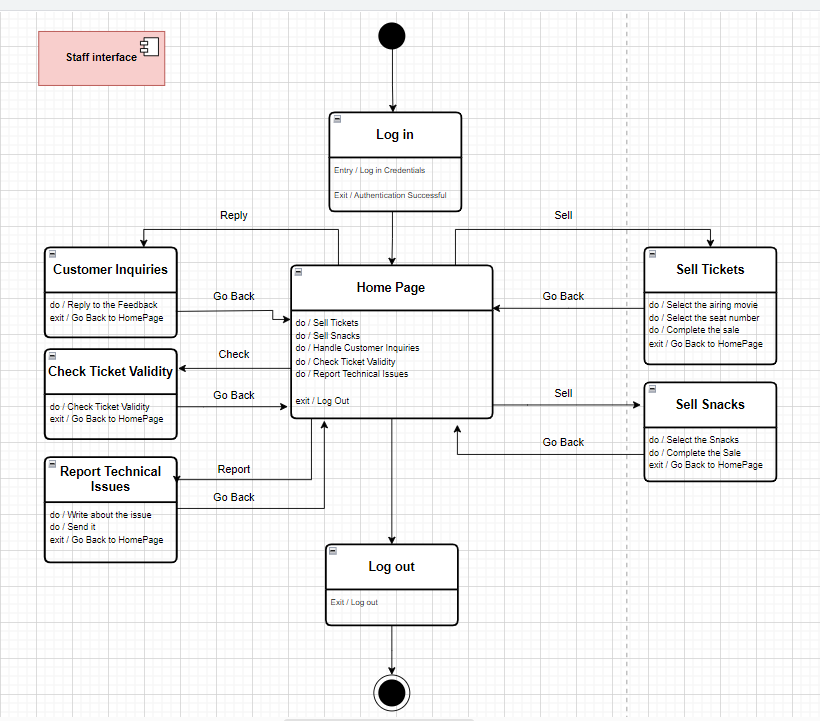 Staff interface
Log in
Entry / Log in Credentials
Exit / Authentication Successful
Reply
Sell
Customer Inquiries
do / Reply to the Feedback
exit / Go Back to HomePage
Go Back
Home Page
do / Sell Tickets
do / Sell Snacks
do / Handle Customer Inquiries
do / Check Ticket Validity
do / Report Technical Issues
exit / Log Out
Go Back
Sell Tickets
do / Select the airing movie
do / Select the seat number
do / Complete the sale
exit / Go Back to HomePage
Check
Check Ticket Validity
do / Check Ticket Validity
exit / Go Back to HomePage
Go Back
Sell
Sell Snacks
do / Select the Snacks
do / Complete the Sale
exit / Go Back to HomePage
Go Back
Report Technical
Issues
do / Write about the issue
do / Send it
exit / Go Back to HomePage
Report
Go Back
Log out
Exit / Log out